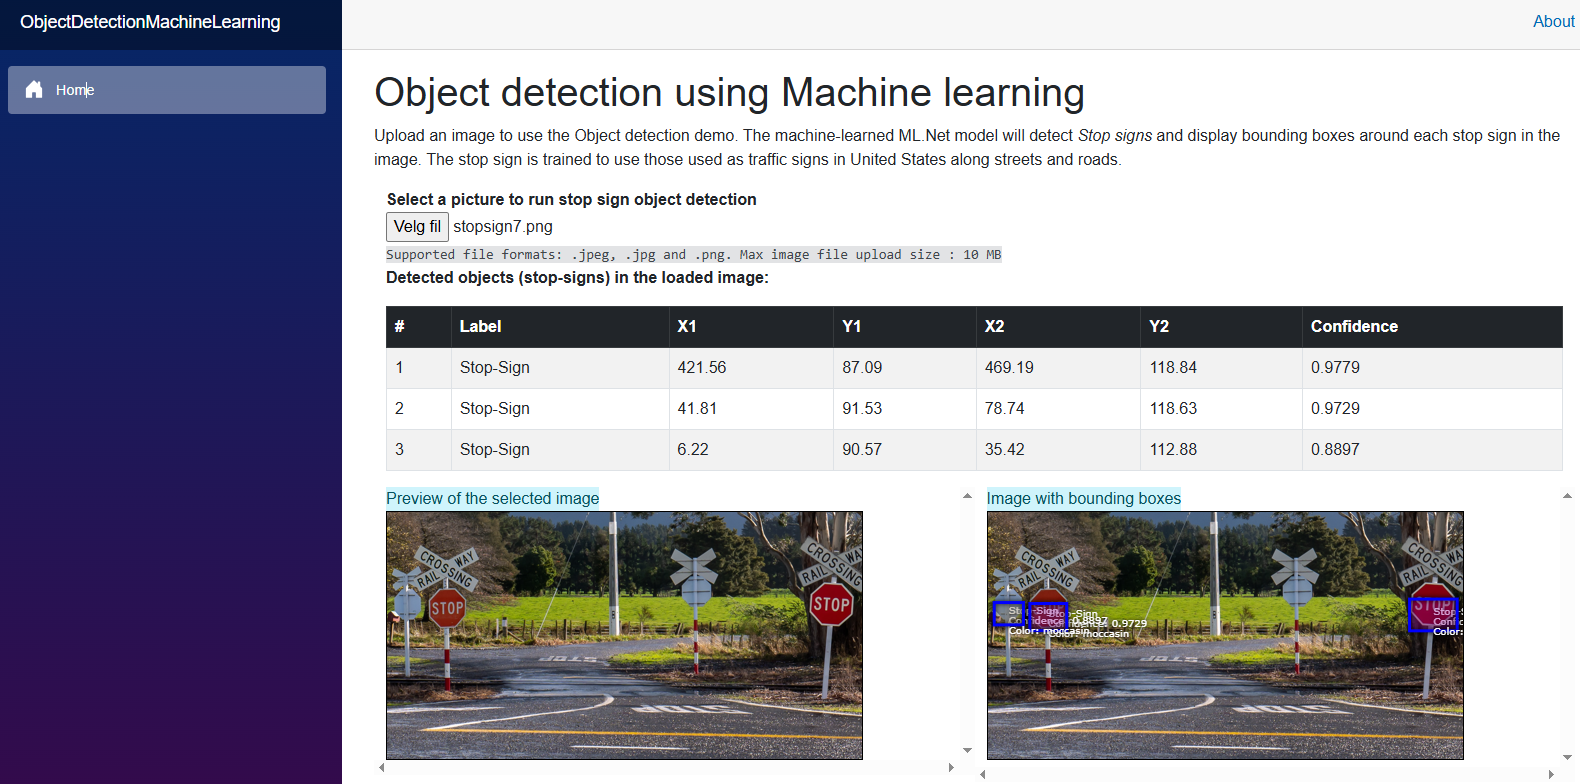 ObjectDetectionMachineLearning
About
Home
Object detection using Machine learning
Upload an image to use the Object detection demo. The machine-learned ML.Net model will detect Stop signs and display bounding boxes around each stop sign in the
image. The stop sign is trained to use those used as traffic signs in United States along streets and roads.
Select a picture to run stop sign object detection
Velg fil stopsign7.png
Supported file formats: .jpeg, .jpg and .png. Max image file upload size : 10 MB
Detected objects (stop-signs) in the loaded image:
# Label X1 Y1 X2 Y2 Confidence
1 Stop-Sign 421.56 87.09 469.19 118.84 0.9779
2 Stop-Sign 41.81 91.53 78.74 118.63 0.9729
3 Stop-Sign 6.22 90.57 35.42 112.88 0.8897
Preview of the selected image
CROSSING
RAILWAY
STOP
CROSSING
RAILWAY
STOP
STOP
STOP
Image with bounding boxes
CROSSING
RAILWAY
CROSSING
RAILWAY
STOP
Stop-Sign
Confidence: 0.8897
Color: moccasin
Stop-Sign
Confidence: 0.9729
Color: moccasin
Stop-S
Conf
Color:
STOP
STOP